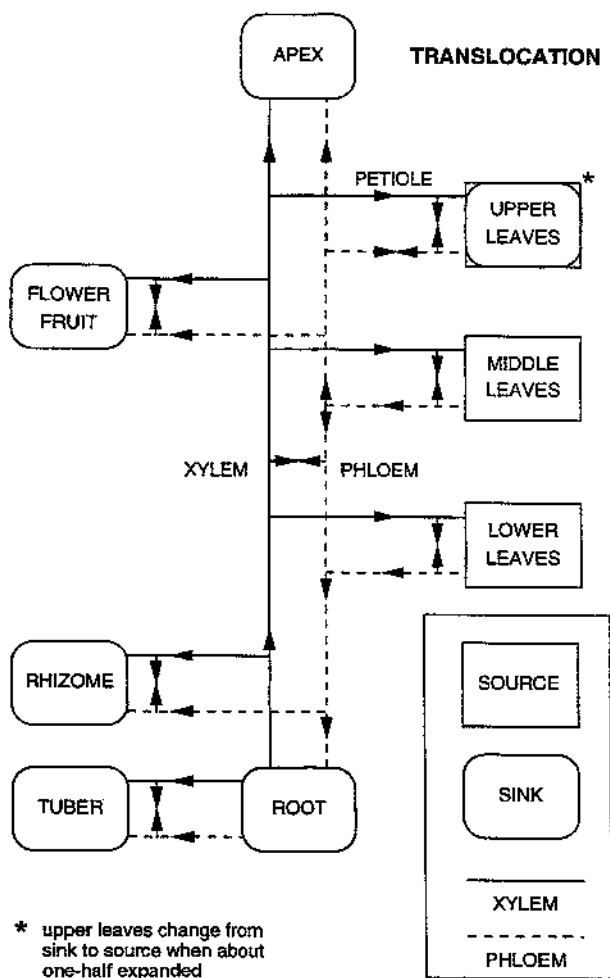 APEX
TRANSLOCATION
PETIOLE
*
UPPER
LEAVES
FLOWER
FRUIT
MIDDLE
LEAVES
XYLEM
PHLOEM
LOWER
LEAVES
RHIZOME
SOURCE
TUBER
ROOT
SINK
XYLEM
PHLOEM
* upper leaves change from
sink to source when about
one-half expanded